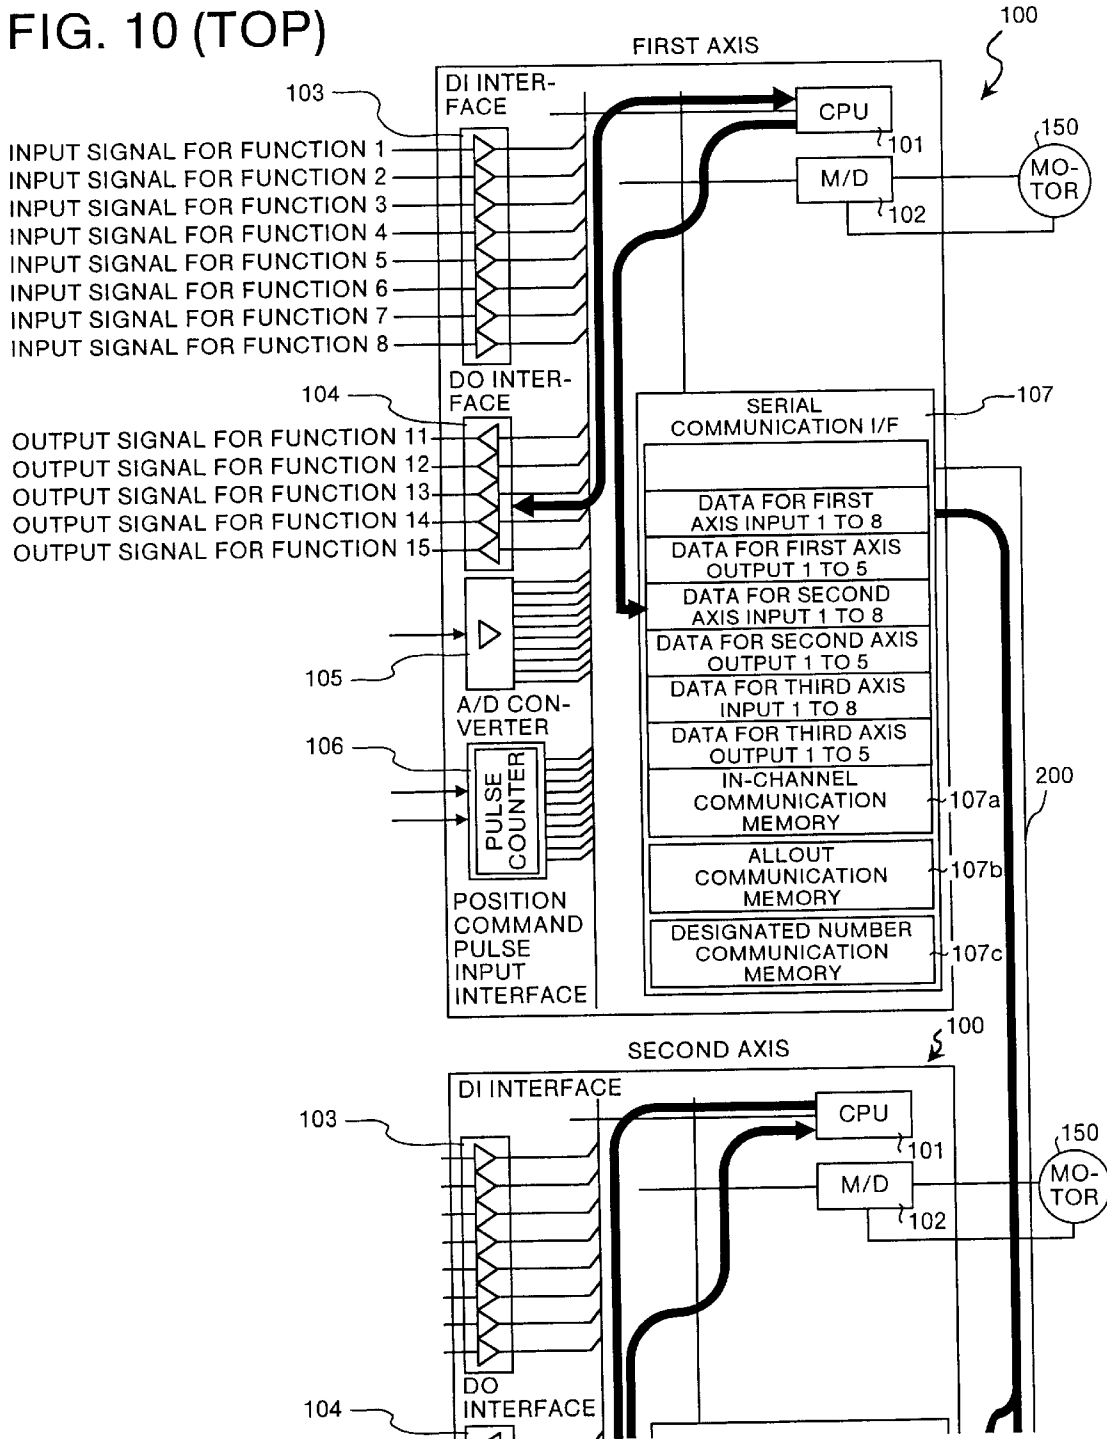 FIG. 10 (TOP)
100
FIRST AXIS
103
DI INTER-
FACE
CPU
101
150
MO-
TOR
M/D
102
INPUT SIGNAL FOR FUNCTION 1
INPUT SIGNAL FOR FUNCTION 2
INPUT SIGNAL FOR FUNCTION 3
INPUT SIGNAL FOR FUNCTION 4
INPUT SIGNAL FOR FUNCTION 5
INPUT SIGNAL FOR FUNCTION 6
INPUT SIGNAL FOR FUNCTION 7
INPUT SIGNAL FOR FUNCTION 8
104
DO INTER-
FACE
OUTPUT SIGNAL FOR FUNCTION 11
OUTPUT SIGNAL FOR FUNCTION 12
OUTPUT SIGNAL FOR FUNCTION 13
OUTPUT SIGNAL FOR FUNCTION 14
OUTPUT SIGNAL FOR FUNCTION 15
107
SERIAL
COMMUNICATION I/F
DATA FOR FIRST
AXIS INPUT 1 TO 8
DATA FOR FIRST AXIS
OUTPUT 1 TO 5
DATA FOR SECOND
AXIS INPUT 1 TO 8
DATA FOR SECOND AXIS
OUTPUT 1 TO 5
DATA FOR THIRD AXIS
INPUT 1 TO 8
DATA FOR THIRD AXIS
OUTPUT 1 TO 5
IN-CHANNEL
COMMUNICATION
MEMORY
107a
ALLOUT
COMMUNICATION
MEMORY
107b
DESIGNATED NUMBER
COMMUNICATION
MEMORY
107c
200
105
A/D CON-
VERTER
106
PULSE
COUNTER
POSITION
COMMAND
PULSE
INPUT
INTERFACE
100
SECOND AXIS
DI INTERFACE
103
CPU
101
150
MO-
TOR
M/D
102
DO
INTERFACE
104